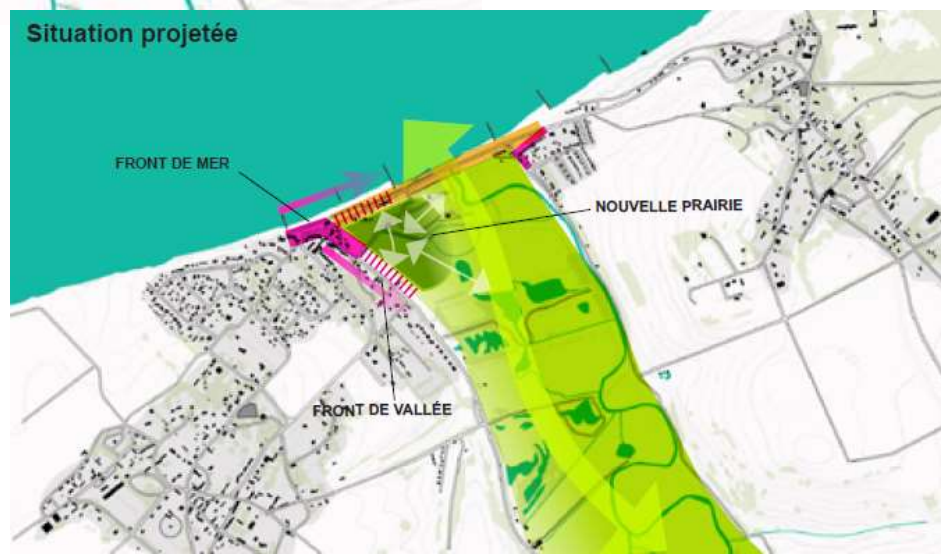 Situation projetée
FRONT DE MER
NOUVELLE PRAIRIE
FRONT DE VALLÉE